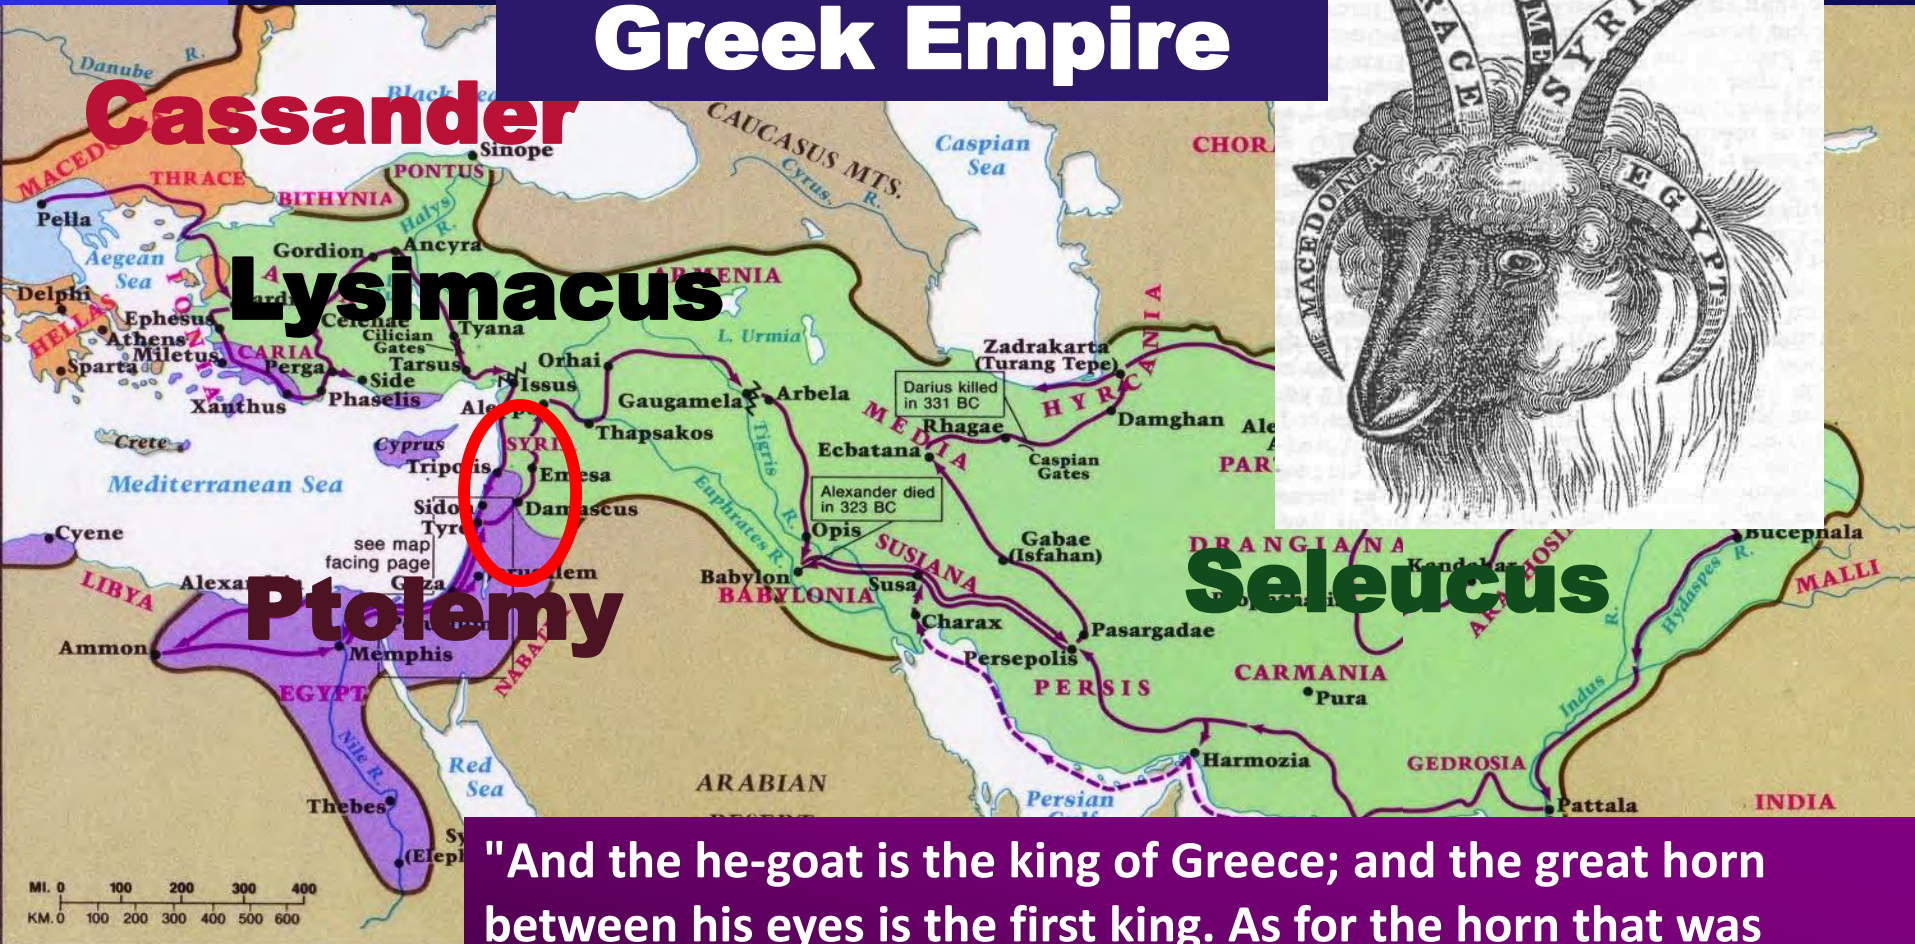 Greek Empire
Danube R.
Cassander
Black
Sinope
CAUCASUS MTS.
Cyrus R.
Caspian
Sea
THRACE
BITHYNIA
PONTUS
Halys
R.
Pella
Gordion
Ancyra
Aegean
Sea
Lysimacus
ARMENIA
L. Urmia
HYRCANIA
Delphi
HELLAS
IONIA
Ephesus
Athens
Miletus
Sparta
CARIA
Perga
Side
Phaselis
Xanthus
Celenae
Cilician
Gates
Tyana
Tarsus
Issus
Orhai
Gaugamela
Arbela
Thapsakos
Tigris
R.
Zadrakarta
(Turang Tepe)
Darius killed
in 331 BC
MEDIA
Rhagae
Ecbatana
Damghan
Caspian
Gates
Crete
Cyprus
Mediterranean Sea
Tripolis
Emesa
Damascus
Euphrates R.
Alexander died
in 323 BC
Opis
SUSIANA
Gabae
(Isfahan)
Cyene
see map
facing page
LIBYA
Babylon
BABYLONIA
Susa
Charax
Pasargadae
Persepolis
PERSIS
Ptolemy
Ammon
Memphis
NABATA
EGYPT
Nile R.
Red
Sea
Thebes
ARABIAN
Persian
DRANGIANA
Seleucus
Bucephala
Hydaspes R.
MALLI
R.
Indus
CARMANIA
Pura
Harmozia
GEDROSIA
Pattala
INDIA
MACEDONIA
SYRI
EGYPT
MI. 0 100 200 300 400
KM. 0 100 200 300 400 500 600
"And the he-goat is the king of Greece; and the great horn
between his eyes is the first king. As for the horn that was